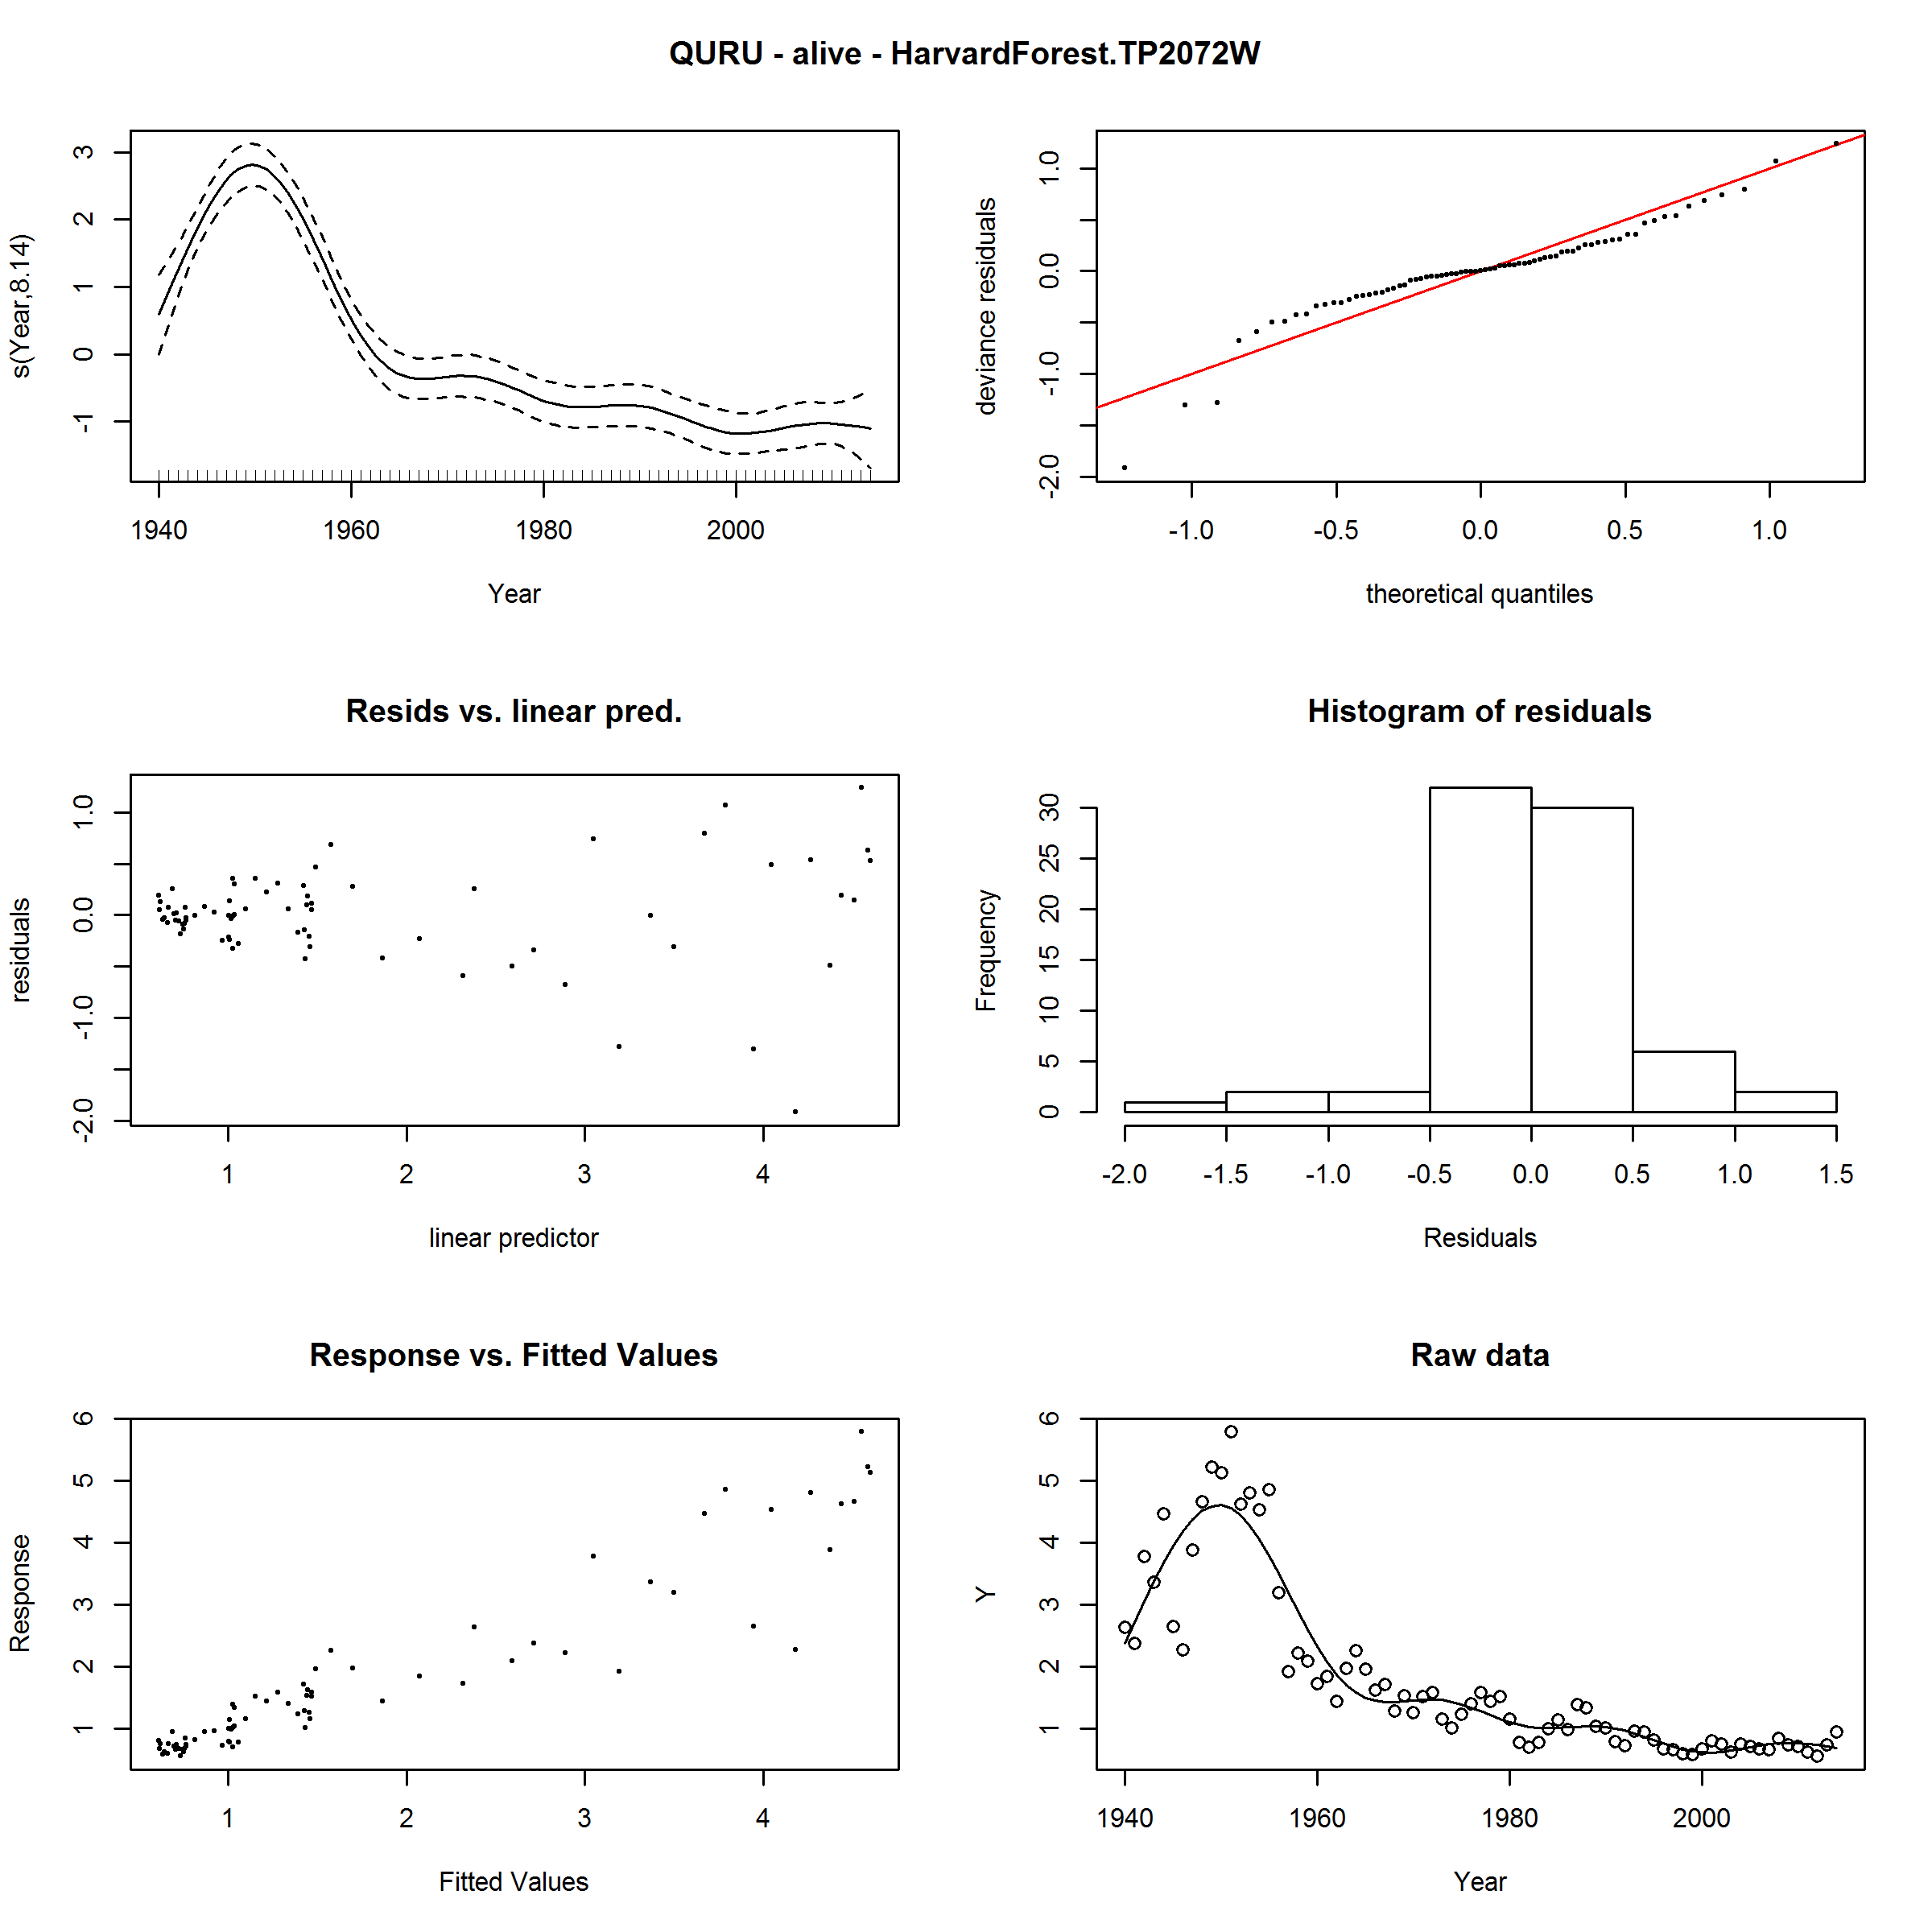 QURU - alive - HarvardForest.TP2072W
s(Year,8.14)
3
2
1
0
-1
1940 1960 1980 2000
Year
deviance residuals
1.0
0.0
-1.0
-2.0
-1.0 -0.5 0.0 0.5 1.0
theoretical quantiles
Resids vs. linear pred.
residuals
1.0
0.0
-1.0
-2.0
1 2 3 4
linear predictor
Histogram of residuals
Frequency
30
25
20
15
10
5
0
-2.0 -1.5 -1.0 -0.5 0.0 0.5 1.0 1.5
Residuals
Response vs. Fitted Values
Response
6
5
4
3
2
1
1 2 3 4
Fitted Values
Raw data
Y
6
5
4
3
2
1
1940 1960 1980 2000
Year